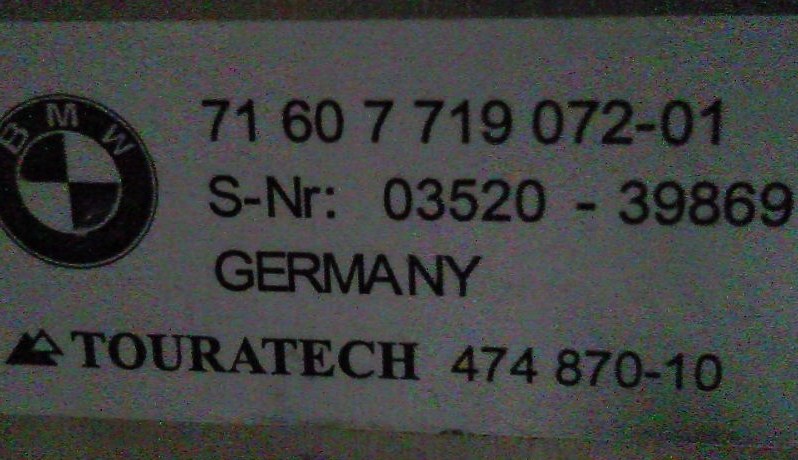 BMW
71 60 7 719 072-01
S-Nr: 03520 - 39869
GERMANY
TOURATECH 474 870-10